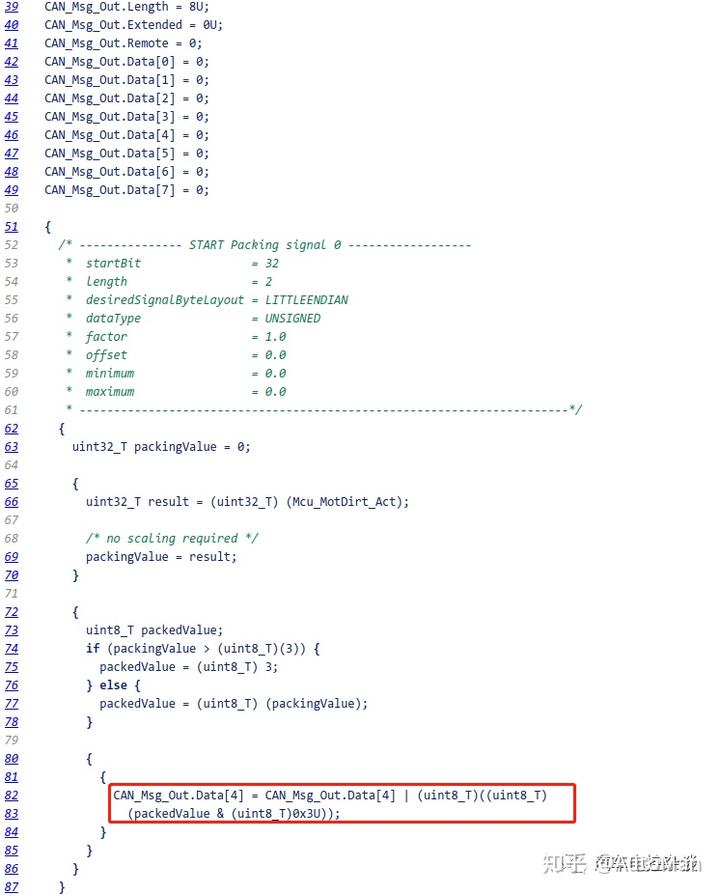 39 CAN_Msg_Out.Length = 8U;
40 CAN_Msg_Out.Extended = 0U;
41 CAN_Msg_Out.Remote = 0;
42 CAN_Msg_Out.Data[0] = 0;
43 CAN_Msg_Out.Data[1] = 0;
44 CAN_Msg_Out.Data[2] = 0;
45 CAN_Msg_Out.Data[3] = 0;
46 CAN_Msg_Out.Data[4] = 0;
47 CAN_Msg_Out.Data[5] = 0;
48 CAN_Msg_Out.Data[6] = 0;
49 CAN_Msg_Out.Data[7] = 0;
50
51 {
52 /* --------------- START Packing signal 0 ------------------
53 * startBit = 32
54 * length = 2
55 * desiredSignalByteLayout = LITTLEENDIAN
56 * dataType = UNSIGNED
57 * factor = 1.0
58 * offset = 0.0
59 * minimum = 0.0
60 * maximum = 0.0
61 * -----------------------------------------------------------------------*/
62 {
63 uint32_T packingValue = 0;
64
65 {
66 uint32_T result = (uint32_T) (Mcu_MotDirt_Act);
67
68 /* no scaling required */
69 packingValue = result;
70 }
71
72 {
73 uint8_T packedValue;
74 if (packingValue > (uint8_T)(3)) {
75 packedValue = (uint8_T) 3;
76 } else {
77 packedValue = (uint8_T) (packingValue);
78 }
79
80 {
81 {
82 CAN_Msg_Out.Data[4] = CAN_Msg_Out.Data[4] | (uint8_T)((uint8_T)
83 (packedValue & (uint8_T)0x3U));
84 }
85 }
86 }
87 }
知乎